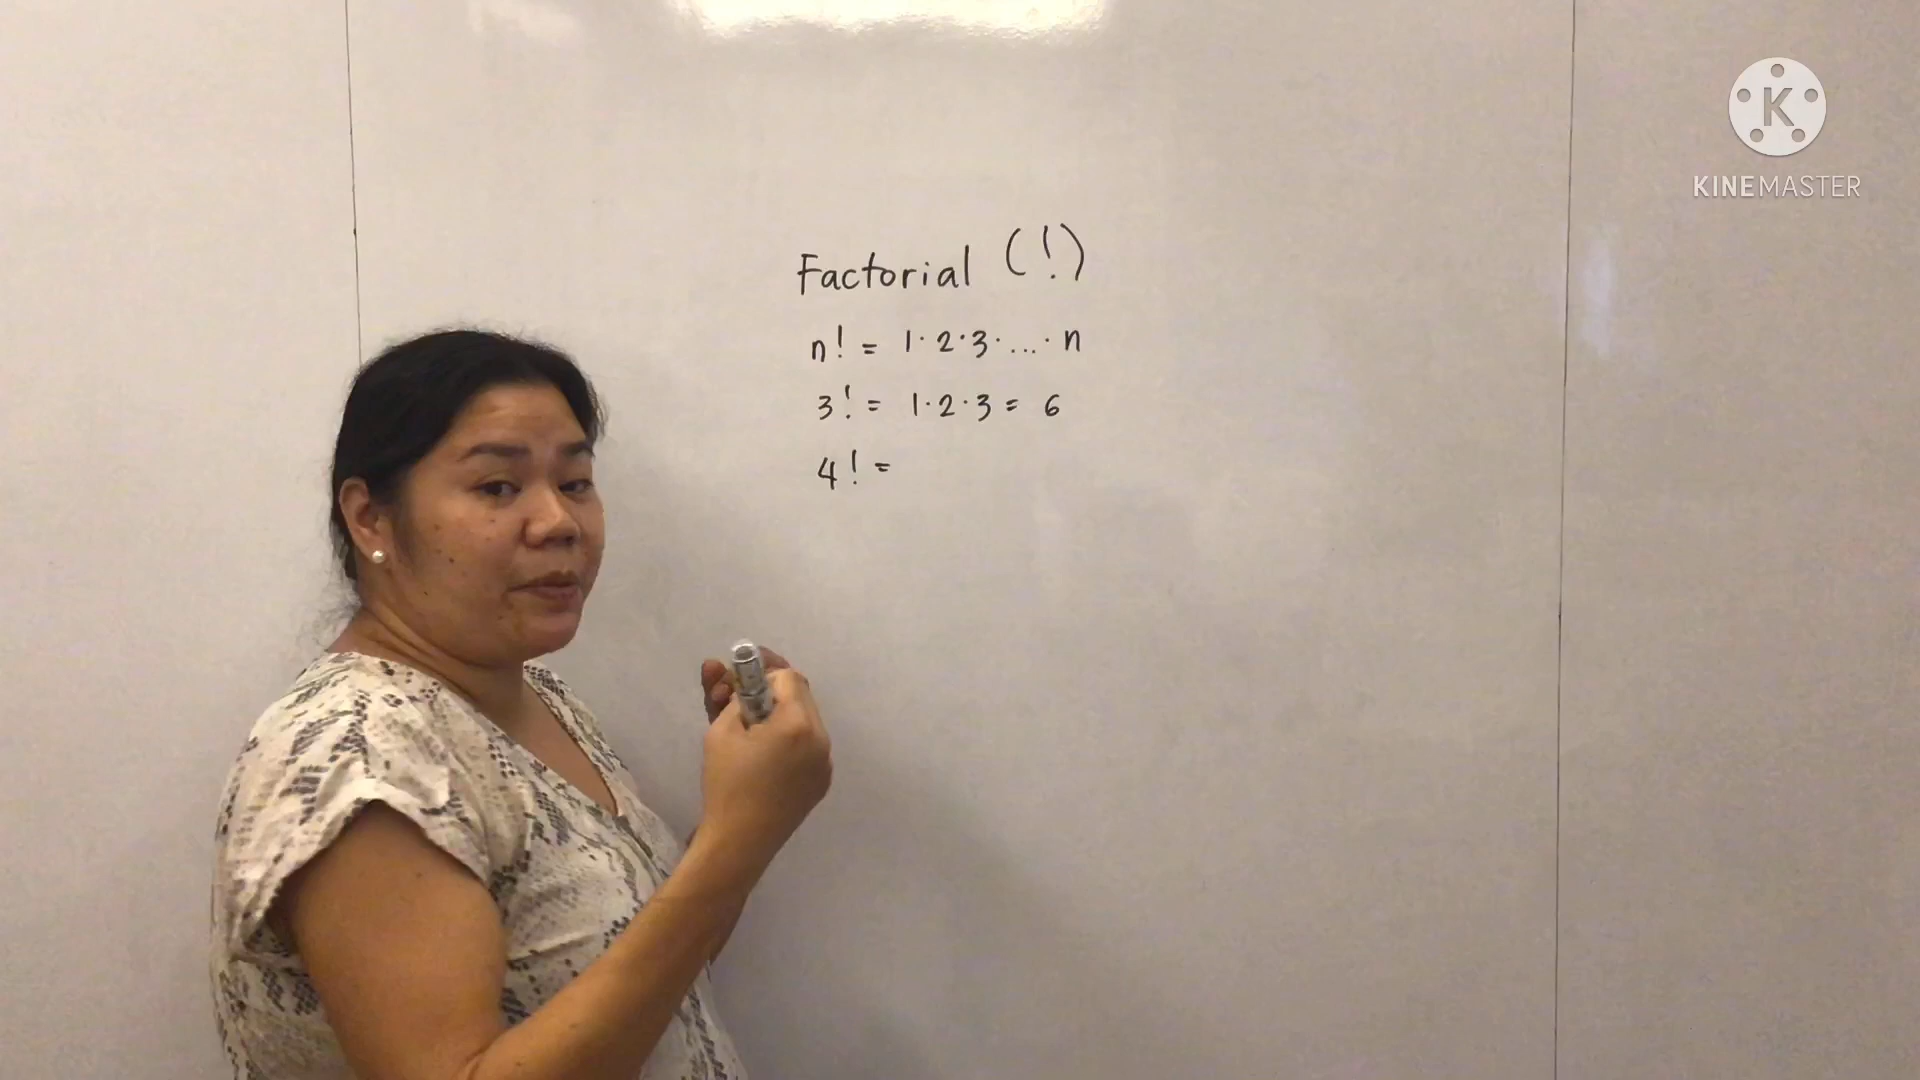 Factorial (!)
n! = 1·2·3·...·n
3! = 1·2·3 = 6
4! =
K
KINEMASTER